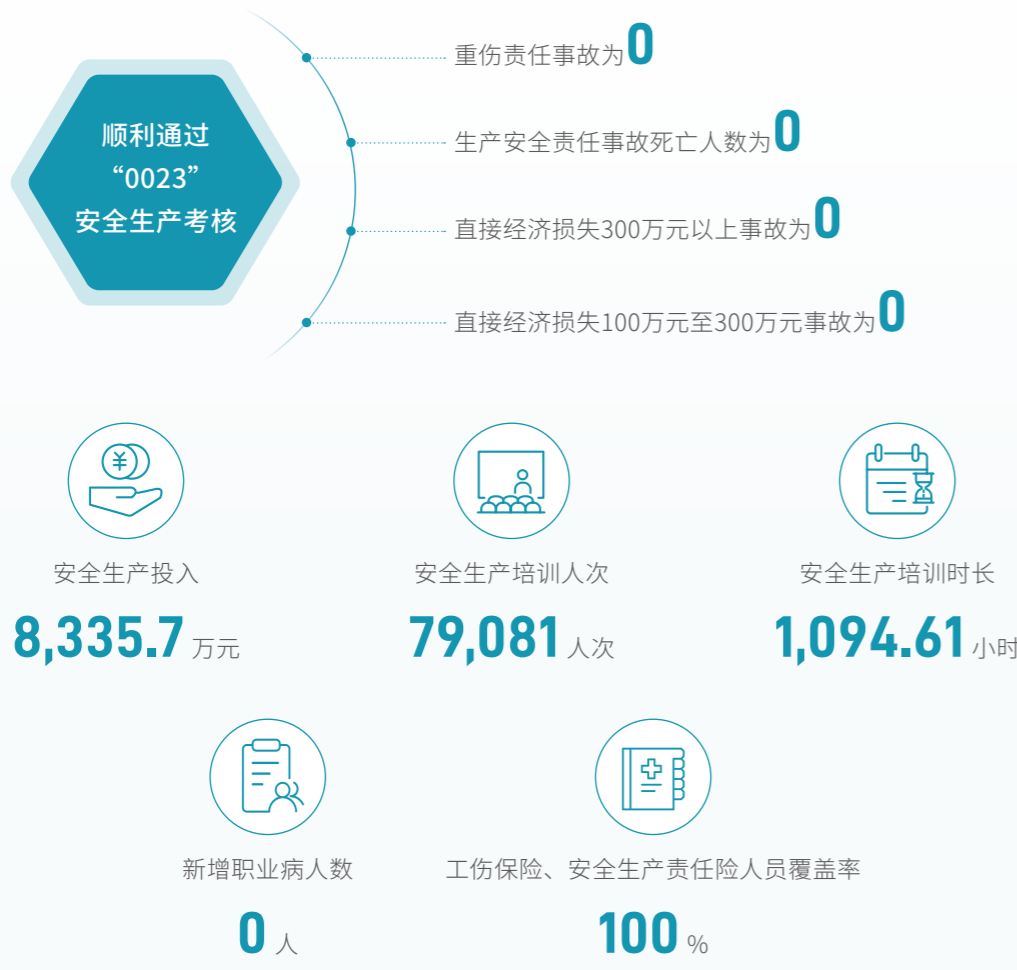 顺利通过
“0023”
安全生产考核
重伤责任事故为0
生产安全责任事故死亡人数为0
直接经济损失300万元以上事故为0
直接经济损失100万元至300万元事故为0
安全生产投入
8,335.7 万元
安全生产培训人次
79,081 人次
安全生产培训时长
1,094.61 小时
新增职业病人数
0 人
工伤保险、安全生产责任险人员覆盖率
100 %